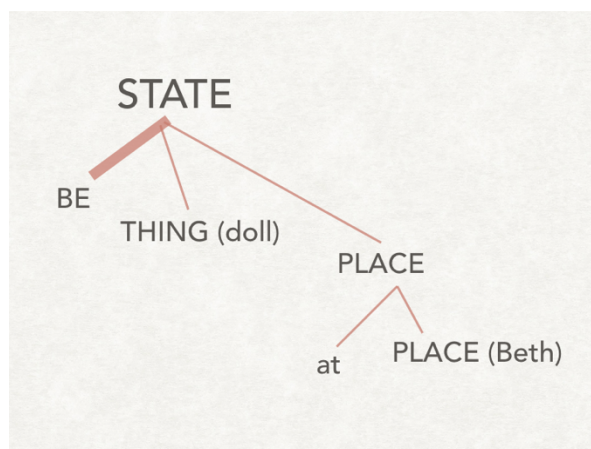 STATE
BE
THING (doll)
PLACE
at
PLACE (Beth)